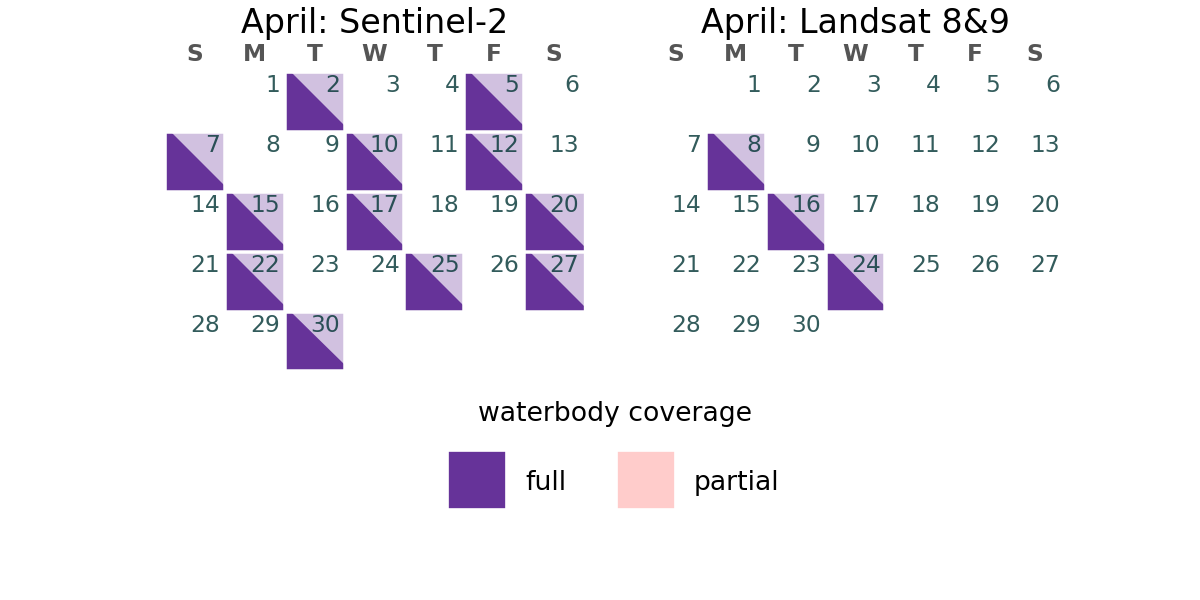 April: Sentinel-2
S M T W T F S
1 2 3 4 5 6
7 8 9 10 11 12 13
14 15 16 17 18 19 20
21 22 23 24 25 26 27
28 29 30
April: Landsat 8&9
S M T W T F S
1 2 3 4 5 6
7 8 9 10 11 12 13
14 15 16 17 18 19 20
21 22 23 24 25 26 27
28 29 30
waterbody coverage
full partial